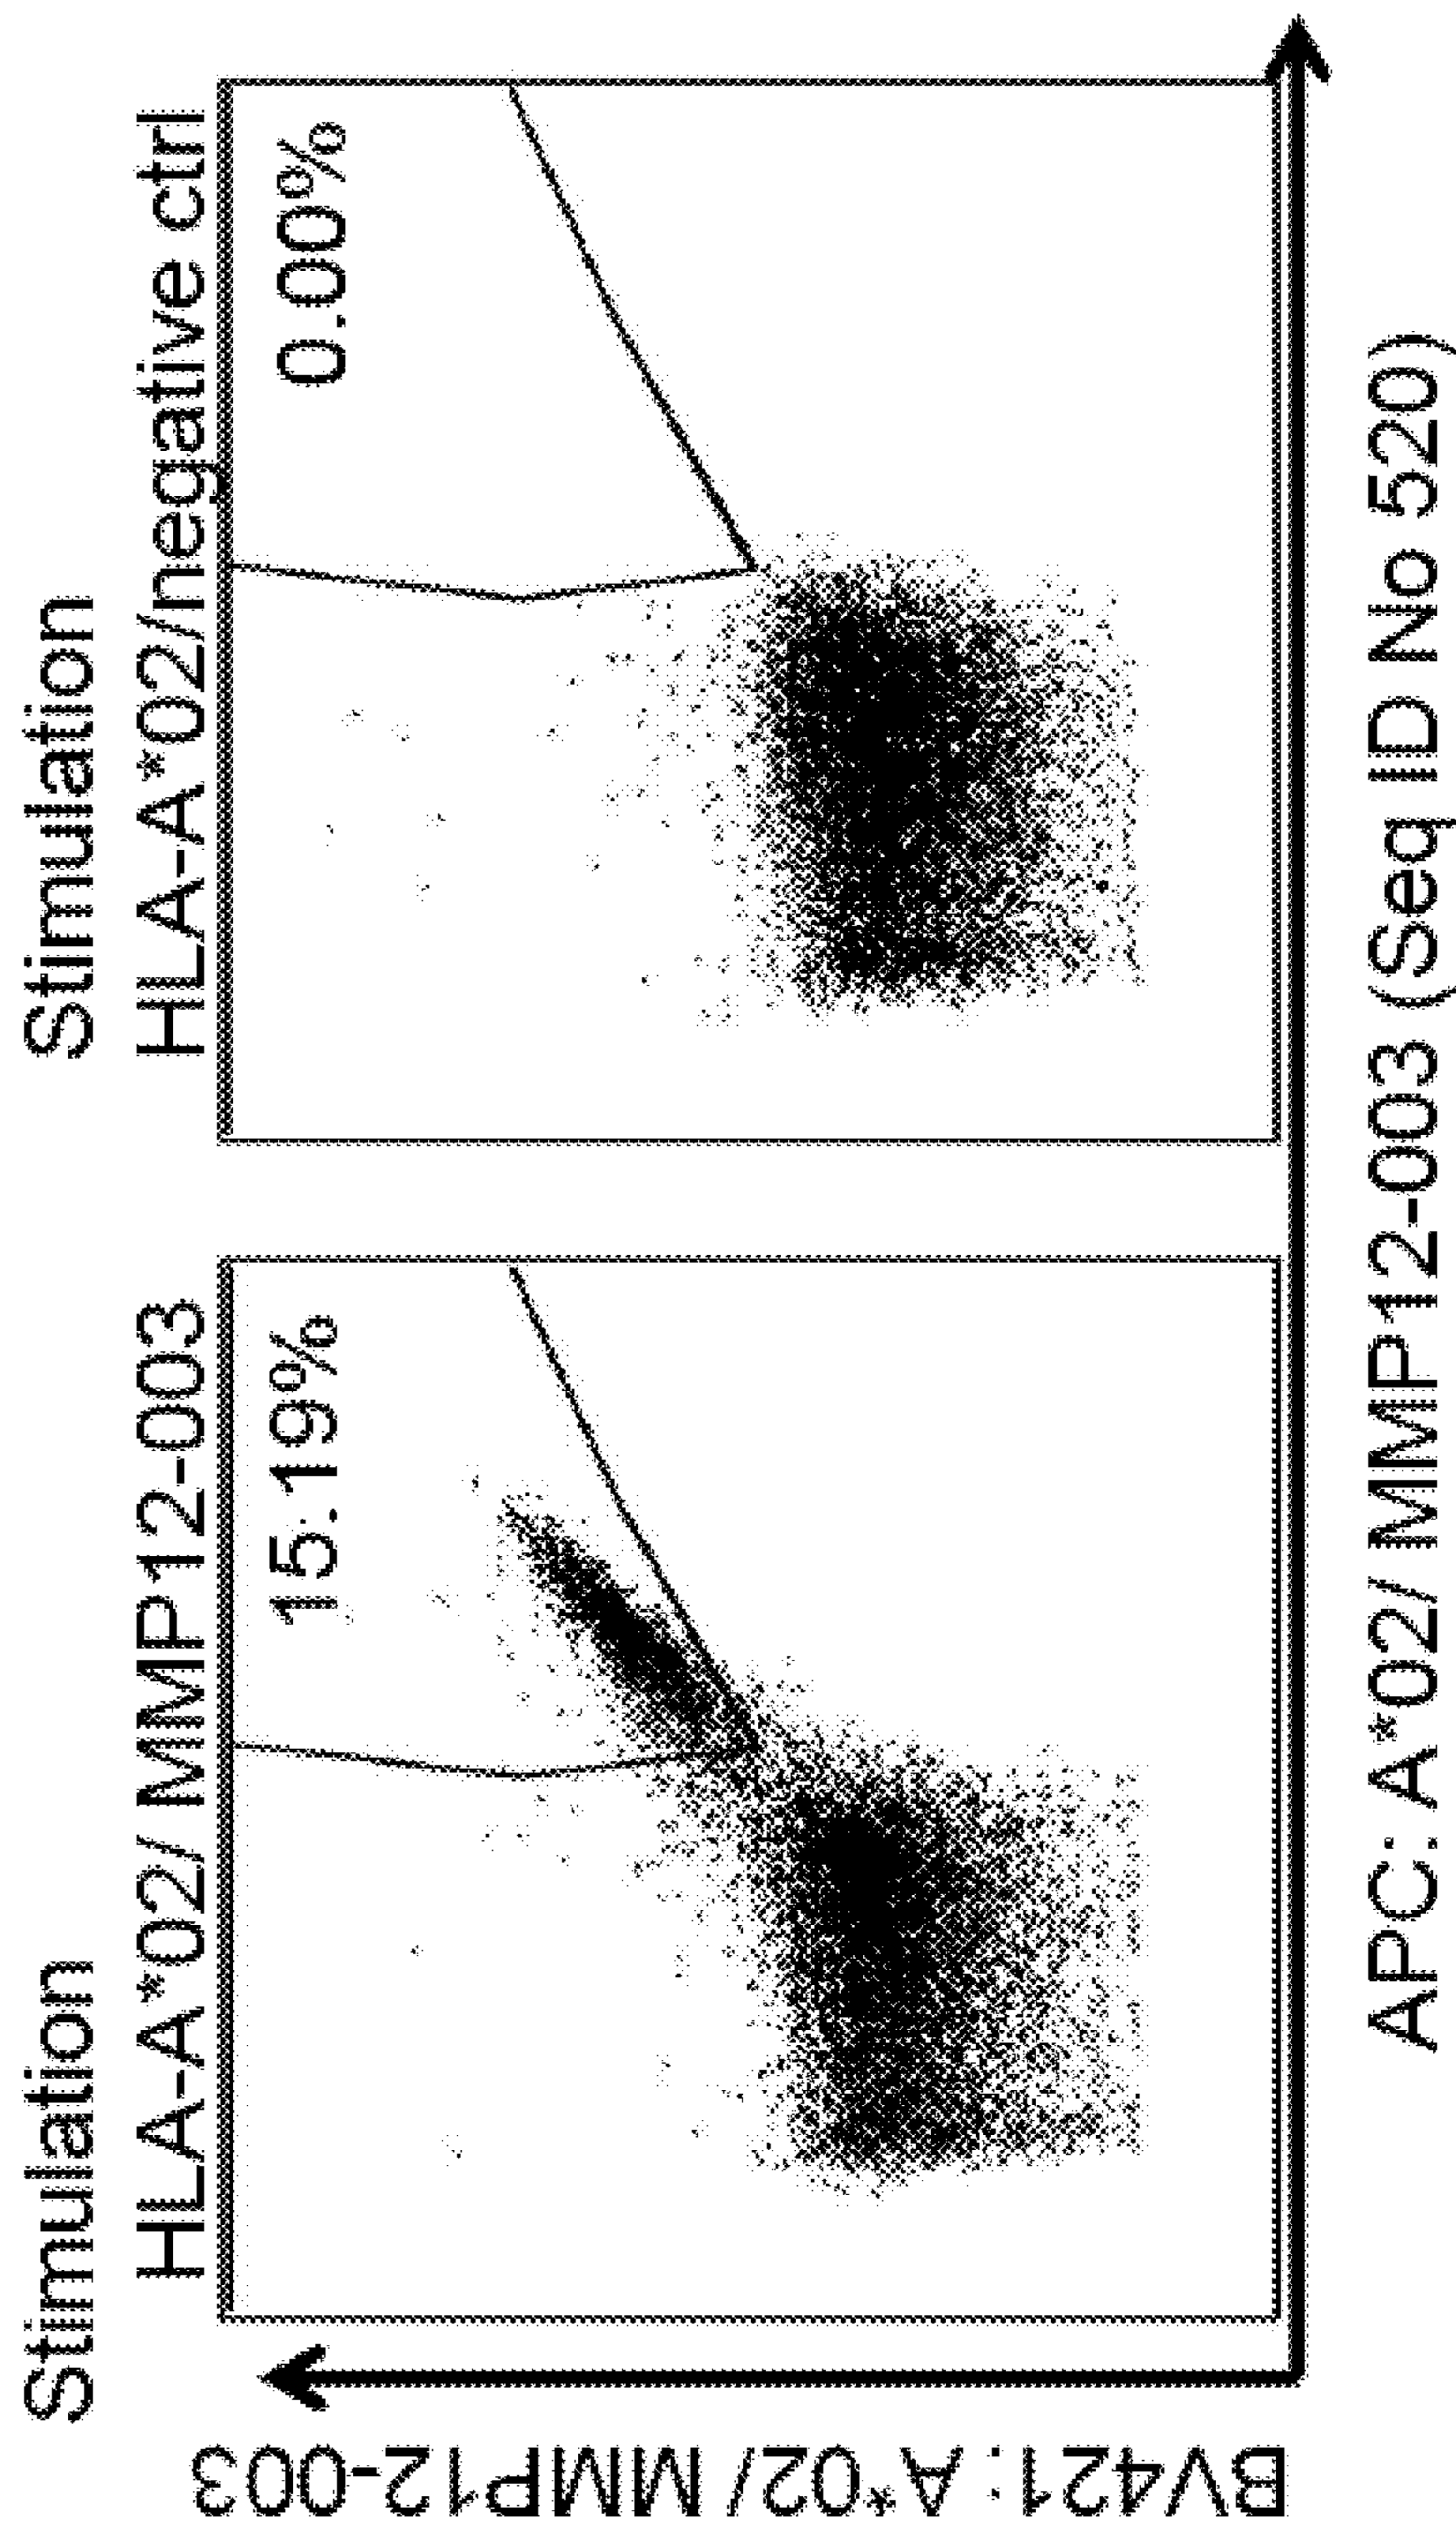 Stimulation
HLA-A*02/ MMP12-003
Stimulation
HLA-A*02/negative ctrl
15.19%
0.00%
BV421: A*02/ MMP12-003
APC: A*02/ MMP12-003 (Seq ID No 520)